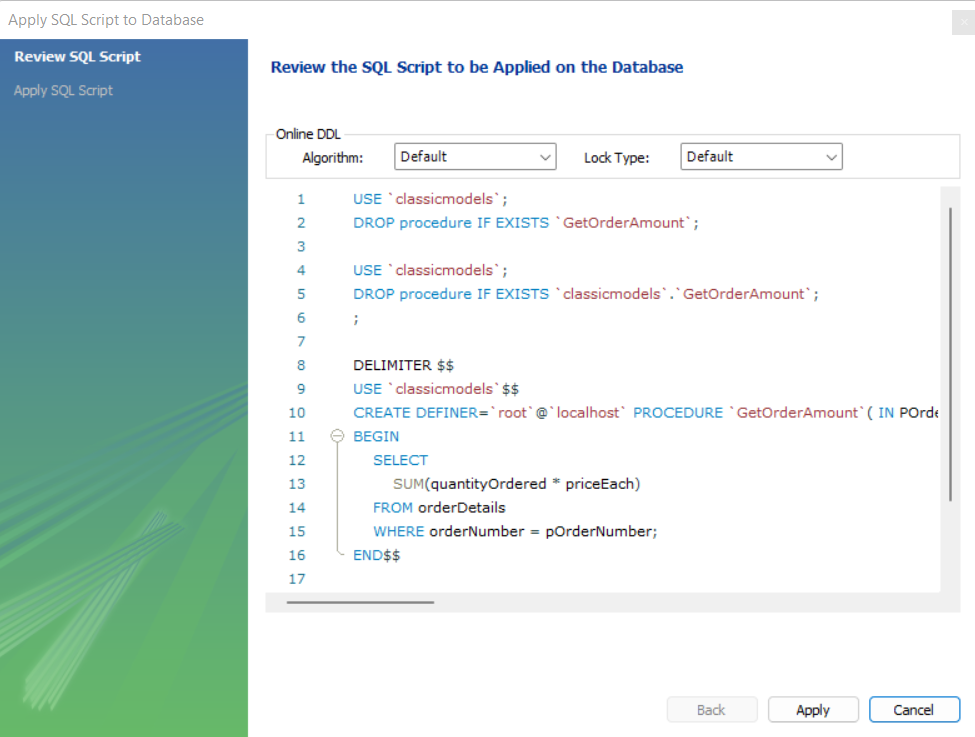 Apply SQL Script to Database
Review SQL Script
Apply SQL Script
Review the SQL Script to be Applied on the Database
Online DDL
Algorithm: Default Lock Type: Default
1 USE `classicmodels`;
2 DROP procedure IF EXISTS `GetOrderAmount`;
3
4 USE `classicmodels`;
5 DROP procedure IF EXISTS `classicmodels`.`GetOrderAmount`;
6 ;
7
8 DELIMITER $$
9 USE `classicmodels`$$
10 CREATE DEFINER=`root`@`localhost` PROCEDURE `GetOrderAmount`( IN POrde
11 BEGIN
12 SELECT
13 SUM(quantityOrdered * priceEach)
14 FROM orderDetails
15 WHERE orderNumber = pOrderNumber;
16 END$$
17
Back Apply Cancel